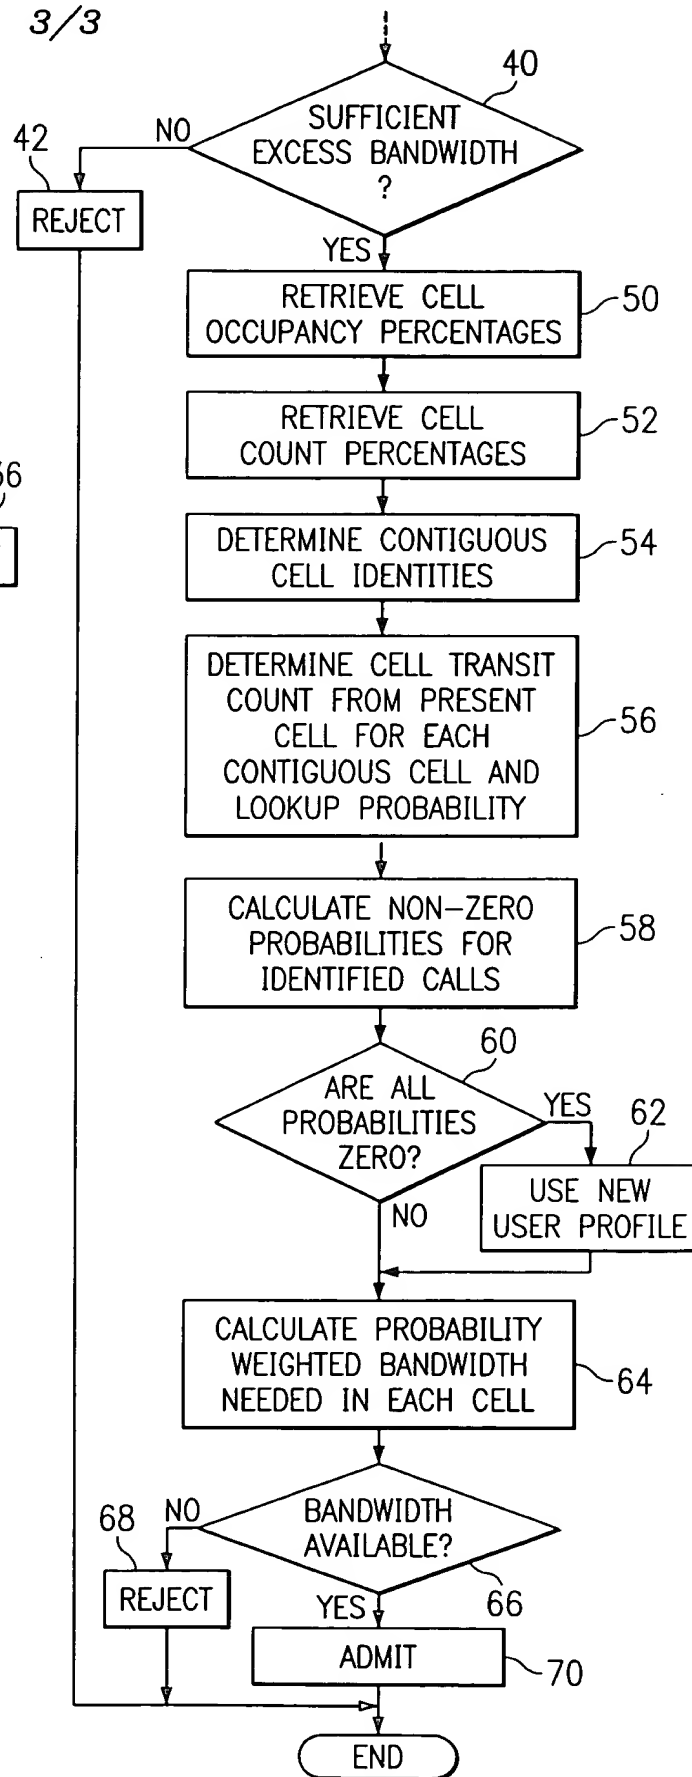 3/3
40
SUFFICIENT
EXCESS BANDWIDTH
?
NO
42
REJECT
YES
RETRIEVE CELL
OCCUPANCY PERCENTAGES
50
RETRIEVE CELL
COUNT PERCENTAGES
52
DETERMINE CONTIGUOUS
CELL IDENTITIES
54
DETERMINE CELL TRANSIT
COUNT FROM PRESENT
CELL FOR EACH
CONTIGUOUS CELL AND
LOOKUP PROBABILITY
56
CALCULATE NON-ZERO
PROBABILITIES FOR
IDENTIFIED CALLS
58
60
ARE ALL
PROBABILITIES
ZERO?
YES
62
USE NEW
USER PROFILE
NO
CALCULATE PROBABILITY
WEIGHTED BANDWIDTH
NEEDED IN EACH CELL
64
BANDWIDTH
AVAILABLE?
66
NO
68
REJECT
YES
ADMIT
70
END